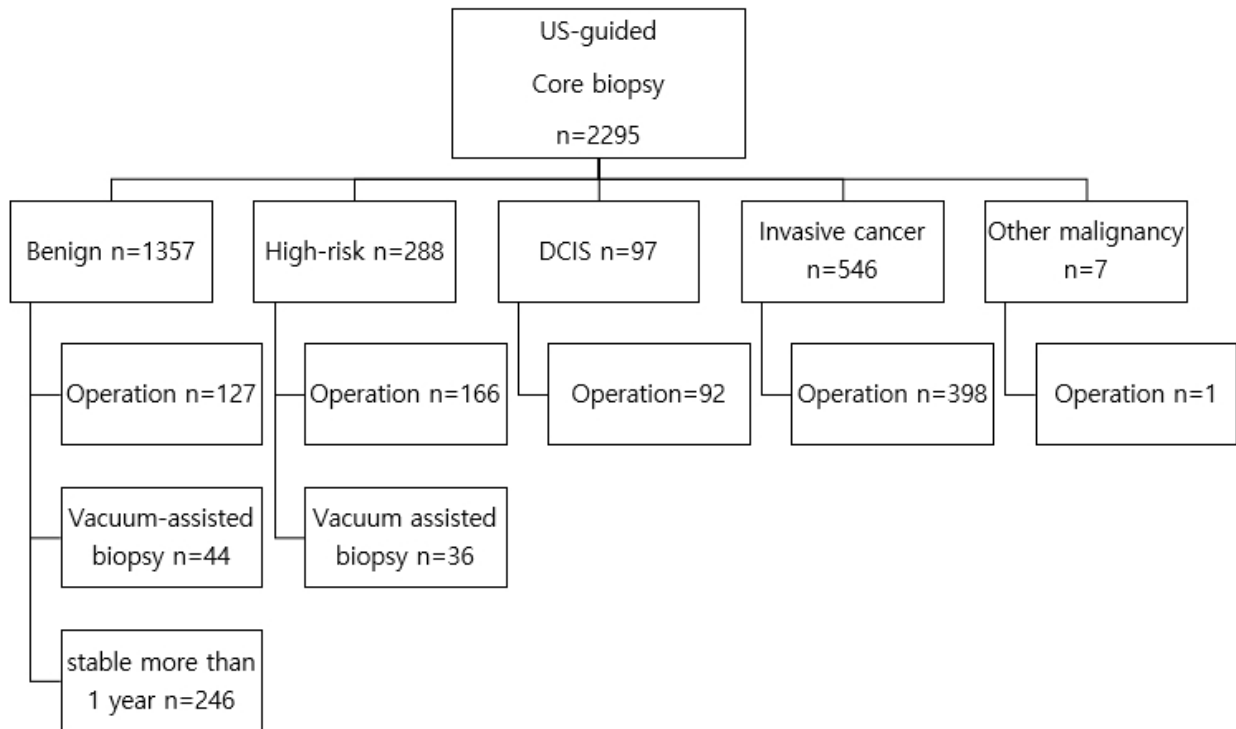 US-guided
Core biopsy
n=2295
Benign n=1357
High-risk n=288
DCIS n=97
Invasive cancer
n=546
Other malignancy
n=7
Operation n=127
Operation n=166
Operation=92
Operation n=398
Operation n=1
Vacuum-assisted
biopsy n=44
Vacuum assisted
biopsy n=36
stable more than
1 year n=246